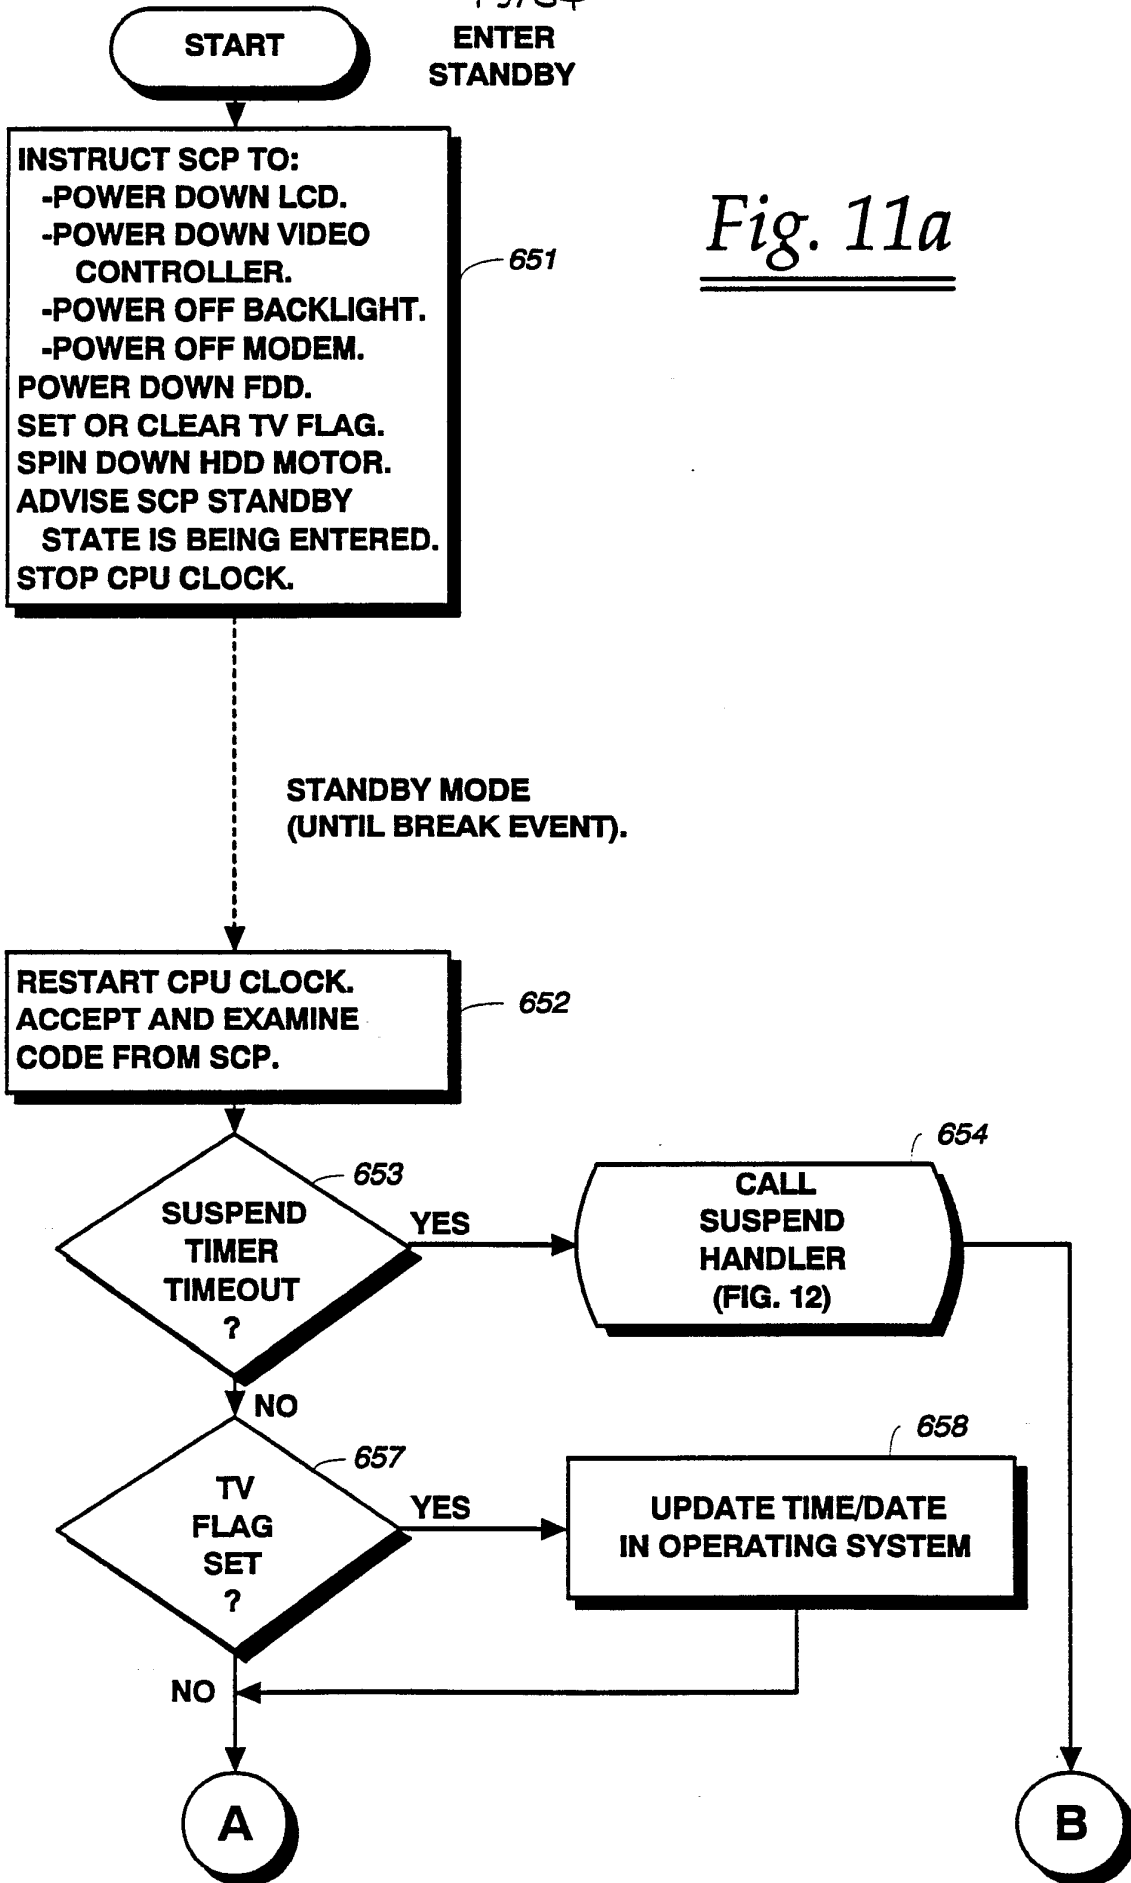 START
ENTER
STANDBY
INSTRUCT SCP TO:
-POWER DOWN LCD.
-POWER DOWN VIDEO
CONTROLLER.
-POWER OFF BACKLIGHT.
-POWER OFF MODEM.
POWER DOWN FDD.
SET OR CLEAR TV FLAG.
SPIN DOWN HDD MOTOR.
ADVISE SCP STANDBY
STATE IS BEING ENTERED.
STOP CPU CLOCK.
651
Fig. 11a
STANDBY MODE
(UNTIL BREAK EVENT).
RESTART CPU CLOCK.
ACCEPT AND EXAMINE
CODE FROM SCP.
652
SUSPEND
TIMER
TIMEOUT
?
653
YES
CALL
SUSPEND
HANDLER
(FIG. 12)
654
NO
TV
FLAG
SET
?
657
YES
UPDATE TIME/DATE
IN OPERATING SYSTEM
658
NO
A
B